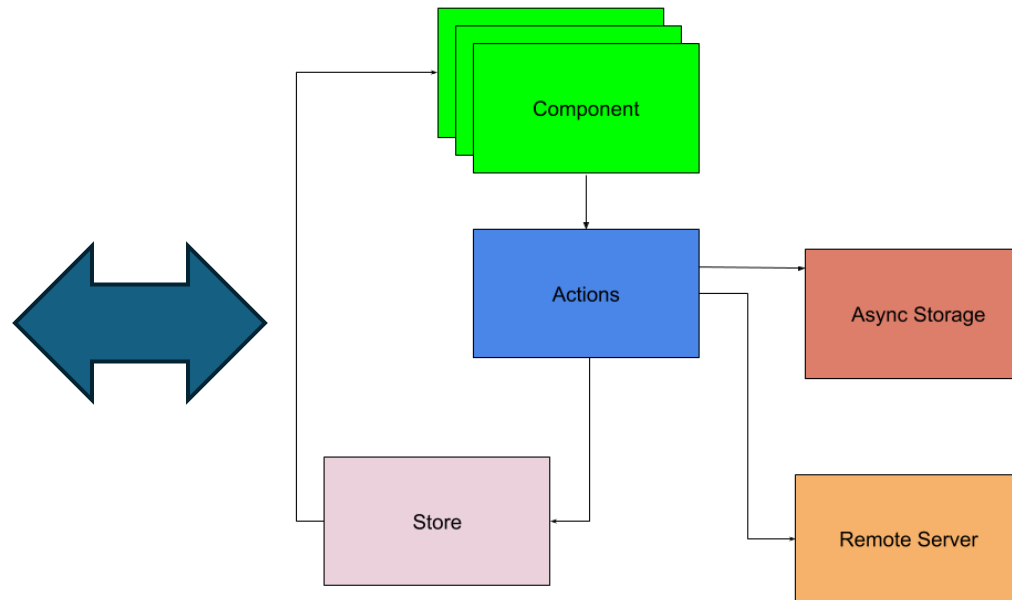 Component
Actions
Async Storage
Store
Remote Server